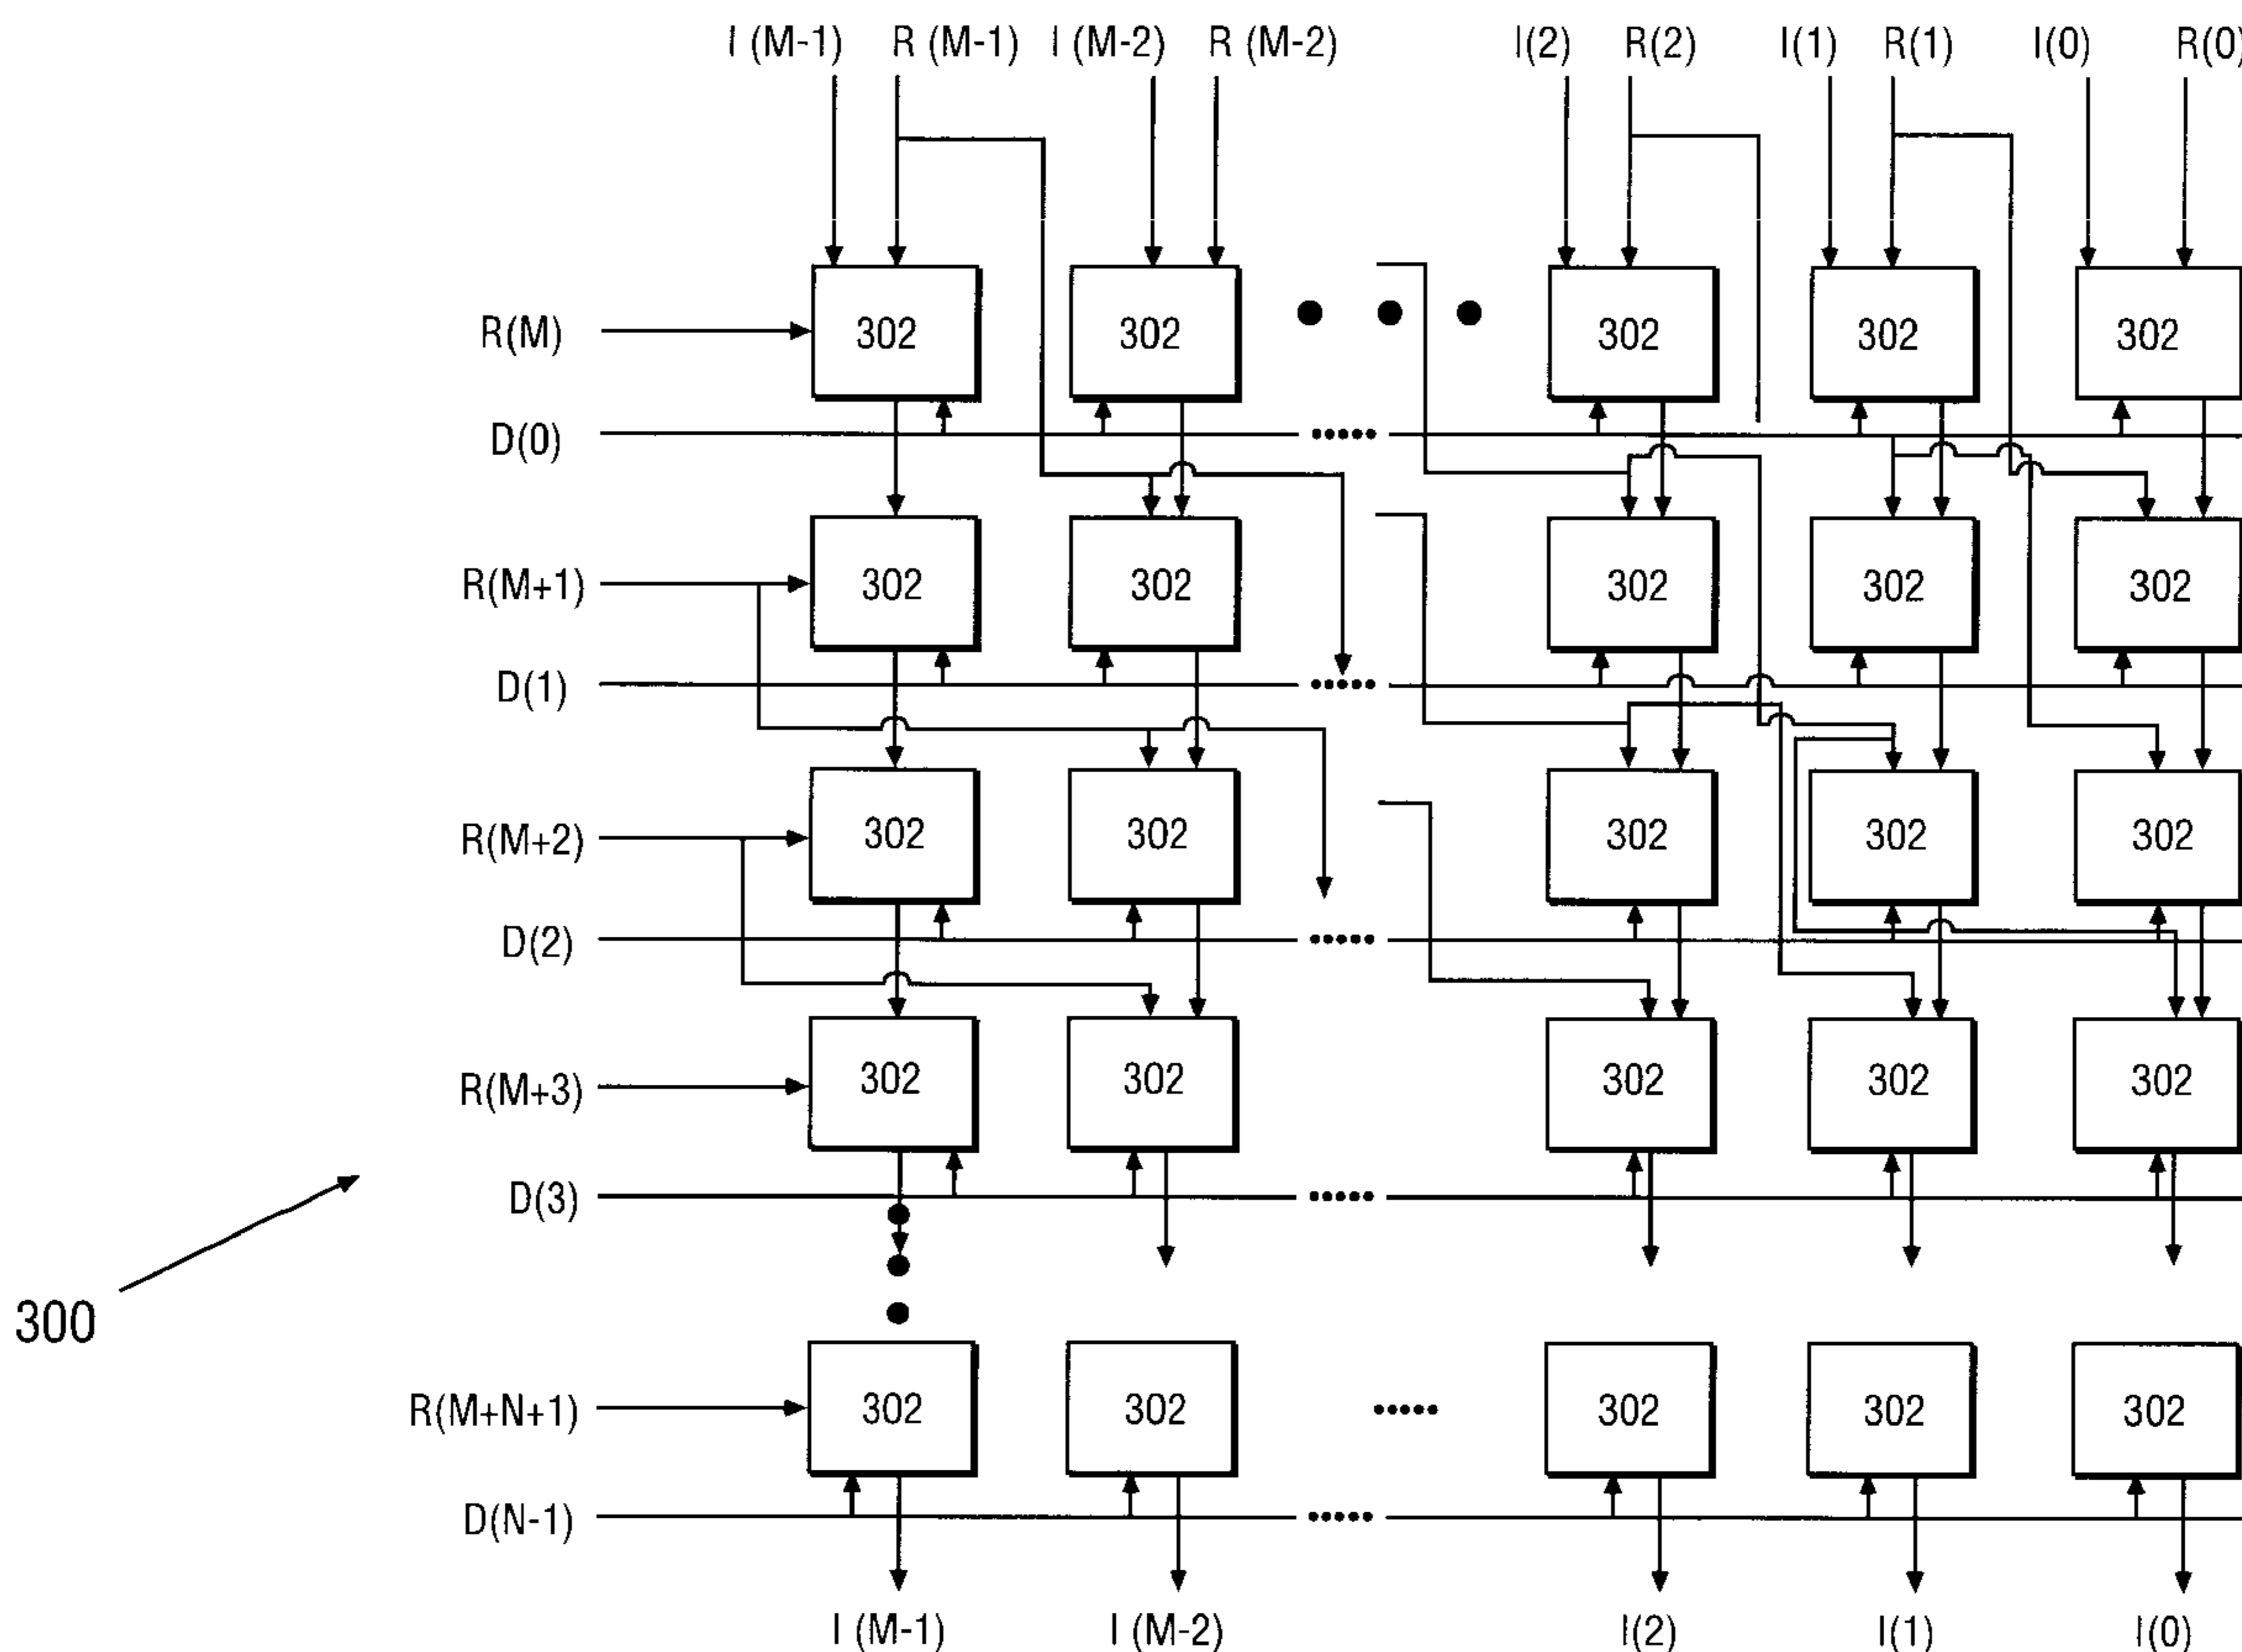 I (M-1) R (M-1) I (M-2) R (M-2) I(2) R(2) I(1) R(1) I(0) R(0)
R(M) 302 302 302 302 302
D(0)
R(M+1) 302 302 302 302 302
D(1)
R(M+2) 302 302 302 302 302
D(2)
R(M+3) 302 302 302 302 302
D(3)
300
R(M+N+1) 302 302 302 302 302
D(N-1)
I (M-1) I (M-2) I(2) I(1) I(0)